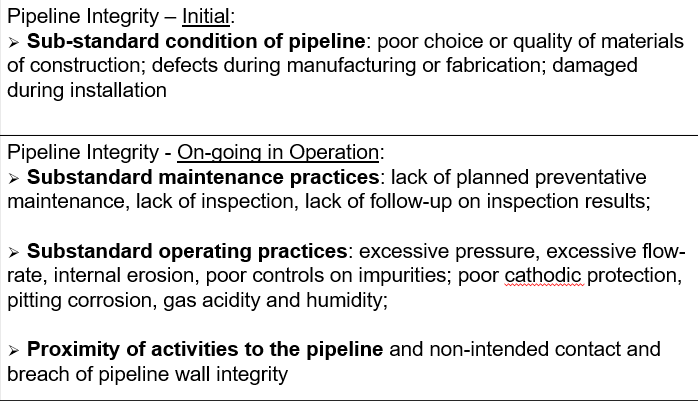 Pipeline Integrity – Initial:
➢ Sub-standard condition of pipeline: poor choice or quality of materials
of construction; defects during manufacturing or fabrication; damaged
during installation
Pipeline Integrity - On-going in Operation:
➢ Substandard maintenance practices: lack of planned preventative
maintenance, lack of inspection, lack of follow-up on inspection results;
➢ Substandard operating practices: excessive pressure, excessive flow-
rate, internal erosion, poor controls on impurities; poor cathodic protection,
pitting corrosion, gas acidity and humidity;
➢ Proximity of activities to the pipeline and non-intended contact and
breach of pipeline wall integrity